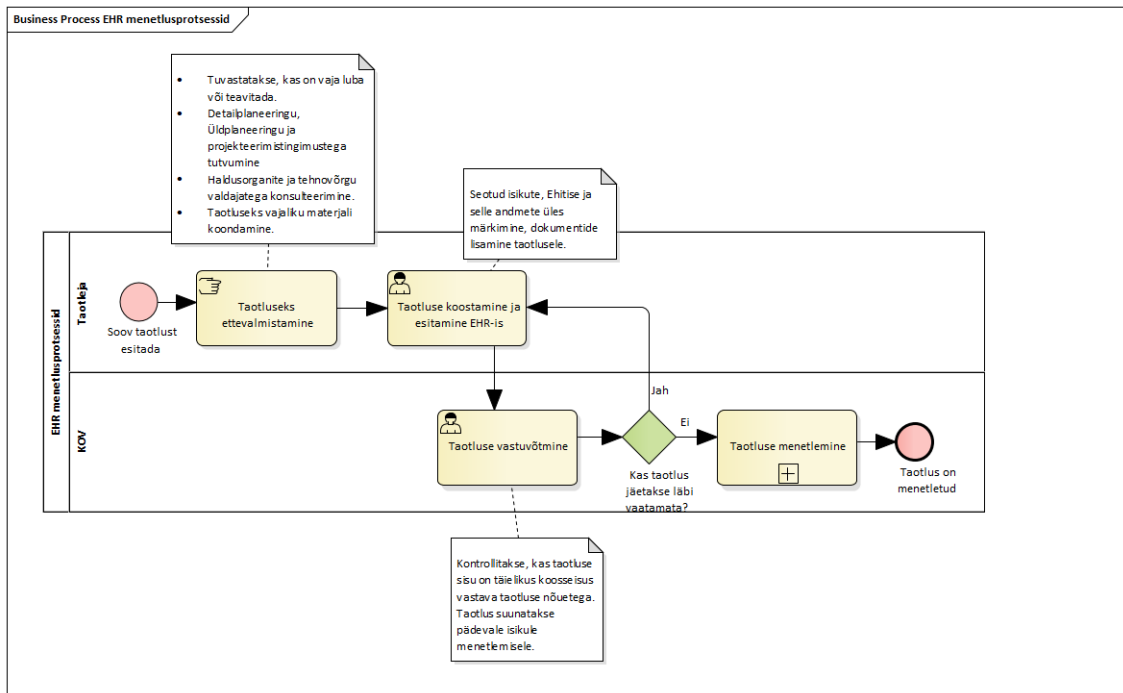 Business Process EHR menetlusprotsessid
Tuvastatakse, kas on vaja luba
või teavitada.
Detailplaneeringu,
Üldplaneeringu ja
projekteerimistingimustega
tutvumine
Haldusorganite ja tehnovõrgu
valdajatega konsulteerimine.
Taotluseks vajaliku materjali
koondamine.
Seotud isikute, Ehitise ja
selle andmete üles
märkimine, dokumentide
lisamine taotlusele.
EHR menetlusprotsessid
Taotleja
Soov taotlust
esitada
Taotluseks
ettevalmistamine
Taotluse koostamine ja
esitamine EHR-is
KOV
Taotluse vastuvõtmine
Jah
Ei
Kas taotlus
jäetakse läbi
vaatamata?
Taotluse menetlemine
Taotlus on
menetletud
Kontrollitakse, kas taotluse
sisu on täielikus koosseisus
vastava taotluse nõuetega.
Taotlus suunatakse
pädevale isikule
menetlemisele.